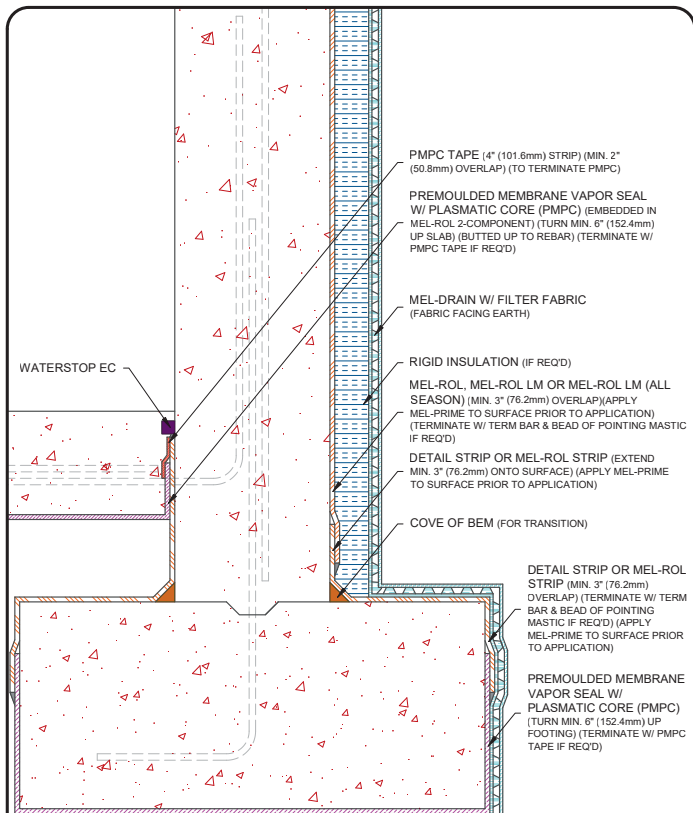 PMPC TAPE (4" (101.6mm) STRIP) (MIN. 2"
(50.8mm) OVERLAP) (TO TERMINATE PMPC)
PREMOULDED MEMBRANE VAPOR SEAL
W/ PLASMATIC CORE (PMPC) (EMBEDDED IN
MEL-ROL 2-COMPONENT) (TURN MIN. 6" (152.4mm)
UP SLAB) (BUTTED UP TO REBAR) (TERMINATE W/
PMPC TAPE IF REQ'D)
MEL-DRAIN W/ FILTER FABRIC
(FABRIC FACING EARTH)
WATERSTOP EC
RIGID INSULATION (IF REQ'D)
MEL-ROL, MEL-ROL LM OR MEL-ROL LM (ALL
SEASON) (MIN. 3" (76.2mm) OVERLAP)(APPLY
MEL-PRIME TO SURFACE PRIOR TO APPLICATION)
(TERMINATE W/ TERM BAR & BEAD OF POINTING MASTIC
IF REQ'D)
DETAIL STRIP OR MEL-ROL STRIP (EXTEND
MIN. 3" (76.2mm) ONTO SURFACE) (APPLY MEL-PRIME
TO SURFACE PRIOR TO APPLICATION)
COVE OF BEM (FOR TRANSITION)
DETAIL STRIP OR MEL-ROL
STRIP (MIN. 3" (76.2mm)
OVERLAP) (TERMINATE W/ TERM
BAR & BEAD OF POINTING
MASTIC IF REQ'D) (APPLY
MEL-PRIME TO SURFACE PRIOR
TO APPLICATION)
PREMOULDED MEMBRANE
VAPOR SEAL W/
PLASMATIC CORE (PMPC)
(TURN MIN. 6" (152.4mm) UP
FOOTING) (TERMINATE W/ PMPC
TAPE IF REQ'D)